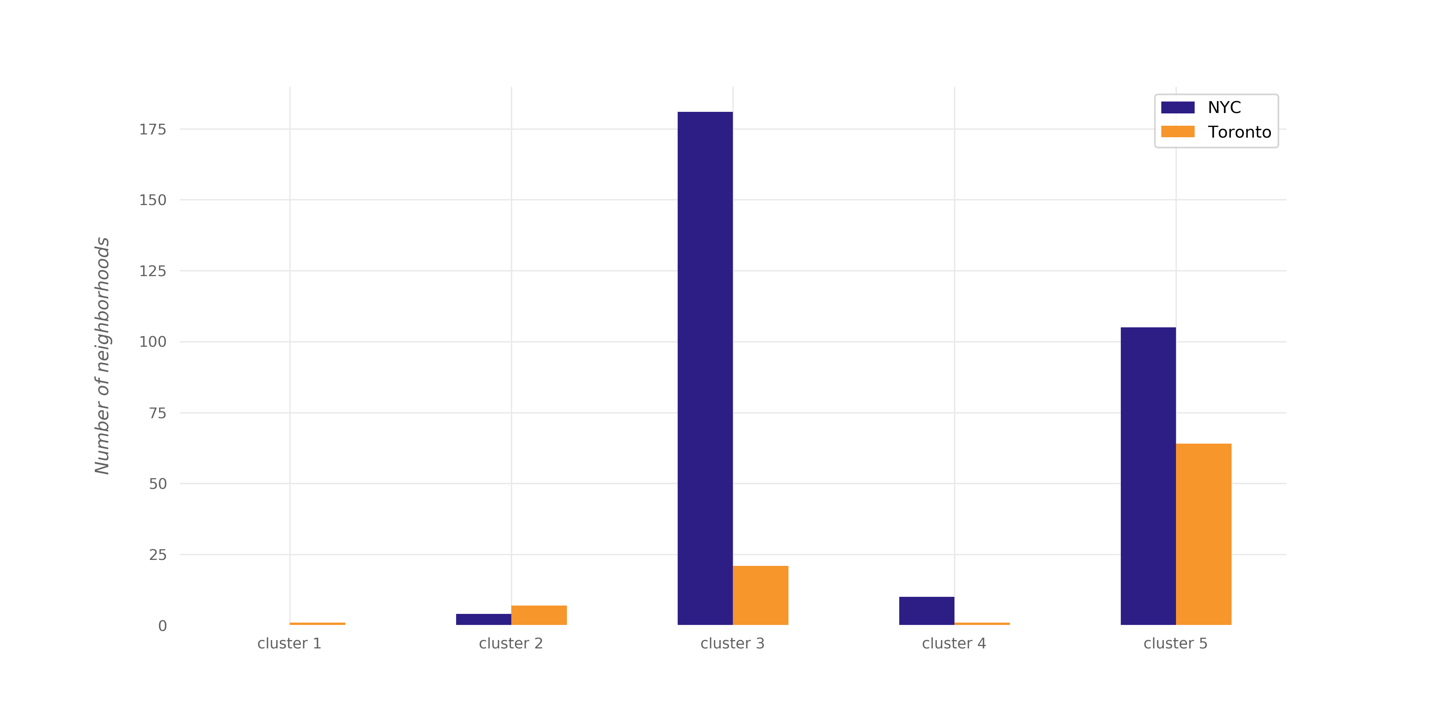 NYC
Toronto
Number of neighborhoods
175
150
125
100
75
50
25
0
cluster 1
cluster 2
cluster 3
cluster 4
cluster 5